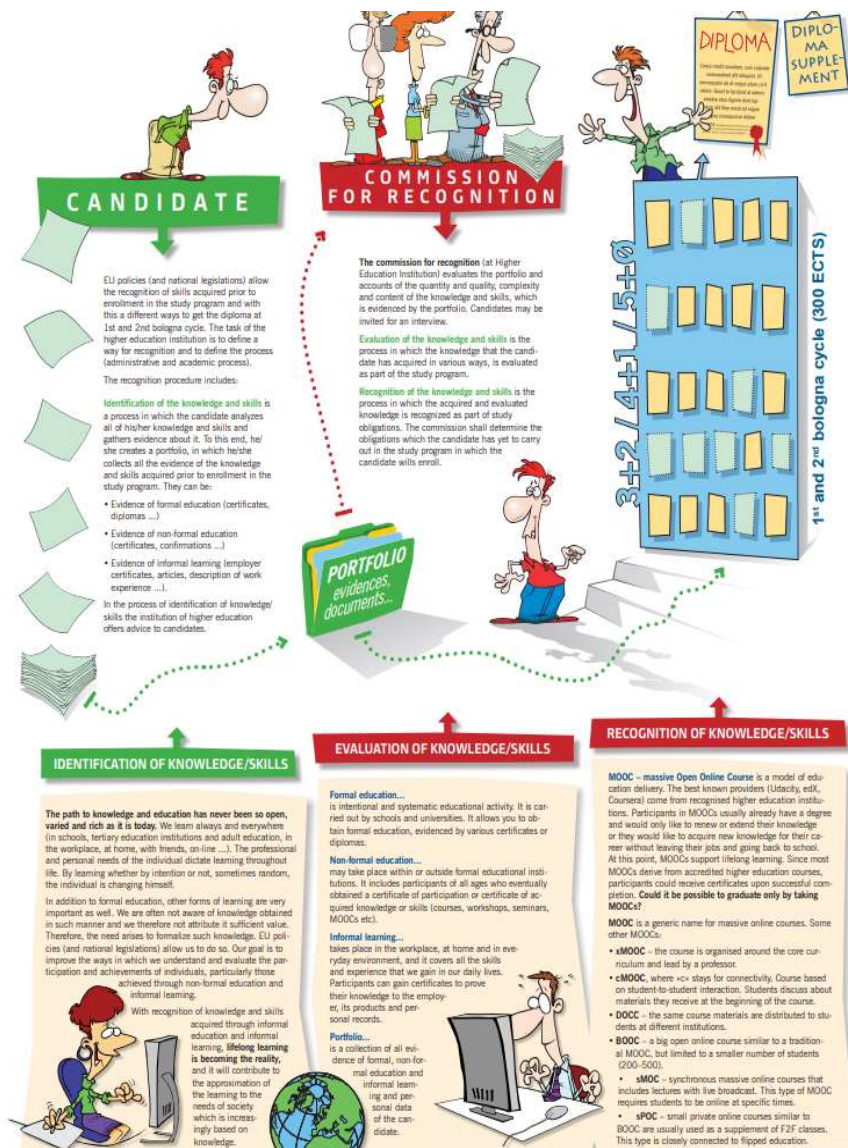 DIPLOMA
DIPLO-
MA
SUPPLE-
MENT
CANDIDATE
COMMISSION
FOR RECOGNITION
EU policies (and national legislations) allow
the recognition of skills acquired prior to
enrollment in the study program and with
this a different ways to get the diploma at
1st and 2nd bologna cycle. The task of the
higher education institution is to define a
way for recognition and to define the process
(administrative and academic process).
The recognition procedure includes:
Identification of the knowledge and skills is
a process in which the candidate analyzes
all of his/her knowledge and skills and
gathers evidence about it. To this end, he/
she creates a portfolio, in which he/she
collects all the evidence of the knowledge
and skills acquired prior to enrollment in the
study program. They can be:
• Evidence of formal education (certificates,
diplomas ...)
• Evidence of non-formal education
(certificates, confirmations ...)
• Evidence of informal learning (employer
certificates, articles, description of work
experience ...).
In the process of identification of knowledge/
skills the institution of higher education
offers advice to candidates.
The commission for recognition (at Higher
Education Institution) evaluates the portfolio and
accounts of the quantity and quality, complexity
and content of the knowledge and skills, which
is evidenced by the portfolio. Candidates may be
invited for an interview.
Evaluation of the knowledge and skills is the
process in which the knowledge that the candi-
date has acquired in various ways, is evaluated
as part of the study program.
Recognition of the knowledge and skills is the
process in which the acquired and evaluated
knowledge is recognized as part of study
obligations. The commission shall determine the
obligations which the candidate has yet to carry
out in the study program in which the
candidate wills enroll.
3+2 / 4+1 / 5+0
1st and 2nd bologna cycle (300 ECTS)
PORTFOLIO
evidences,
documents...
IDENTIFICATION OF KNOWLEDGE/SKILLS
The path to knowledge and education has never been so open,
varied and rich as it is today. We learn always and everywhere
(in schools, tertiary education institutions and adult education, in
the workplace, at home, with friends, on-line ...). The professional
and personal needs of the individual dictate learning throughout
life. By learning whether by intention or not, sometimes random,
the individual is changing himself.
In addition to formal education, other forms of learning are very
important as well. We are often not aware of knowledge obtained
in such manner and we therefore not attribute it sufficient value.
Therefore, the need arises to formalize such knowledge. EU poli-
cies (and national legislations) allow us to do so. Our goal is to
improve the ways in which we understand and evaluate the par-
ticipation and achievements of individuals, particularly those
achieved through non-formal education and
informal learning.
With recognition of knowledge and skills
acquired through informal
education and informal
learning, lifelong learning
is becoming the reality,
and it will contribute to
the approximation of
the learning to the
needs of society
which is increas-
ingly based on
knowledge.
EVALUATION OF KNOWLEDGE/SKILLS
Formal education...
is intentional and systematic educational activity. It is car-
ried out by schools and universities. It allows you to ob-
tain formal education, evidenced by various certificates or
diplomas.
Non-formal education...
may take place within or outside formal educational insti-
tutions. It includes participants of all ages who eventually
obtained a certificate of participation or certificate of ac-
quired knowledge or skills (courses, workshops, seminars,
MOOCs etc).
Informal learning...
takes place in the workplace, at home and in eve-
ryday environment, and it covers all the skills
and experience that we gain in our daily lives.
Participants can gain certificates to prove
their knowledge to the employ-
er, its products and per-
sonal records.
Portfolio...
is a collection of all evi-
dence of formal, non-for-
mal education and
informal learn-
ing and per-
sonal data
of the can-
didate.
RECOGNITION OF KNOWLEDGE/SKILLS
MOOC – massive Open Online Course is a model of edu-
cation delivery. The best known providers (Udacity, edX,
Coursera) come from recognised higher education institu-
tions. Participants in MOOCs usually already have a degree
and would only like to renew or extend their knowledge
or they would like to acquire new knowledge for their ca-
reer without leaving their jobs and going back to school.
At this point, MOOCs support lifelong learning. Since most
MOOCs derive from accredited higher education courses,
participants could receive certificates upon successful com-
pletion. Could it be possible to graduate only by taking
MOOCs?
MOOC is a generic name for massive online courses. Some
other MOOCs:
• xMOOC – the course is organised around the core cur-
riculum and lead by a professor.
• cMOOC, where »c« stays for connectivity. Course based
on student-to-student interaction. Students discuss about
materials they receive at the beginning of the course.
• DOCC – the same course materials are distributed to stu-
dents at different institutions.
• BOOC – a big open online course similar to a tradition-
al MOOC, but limited to a smaller number of students
(200–500).
• sMOC – synchronous massive online courses that
includes lectures with live broadcast. This type of MOOC
requires students to be online at specific times.
• sPOC – small private online courses similar to
BOOC are usually used as a supplement of F2F classes.
This type is closely connected to flipped education.